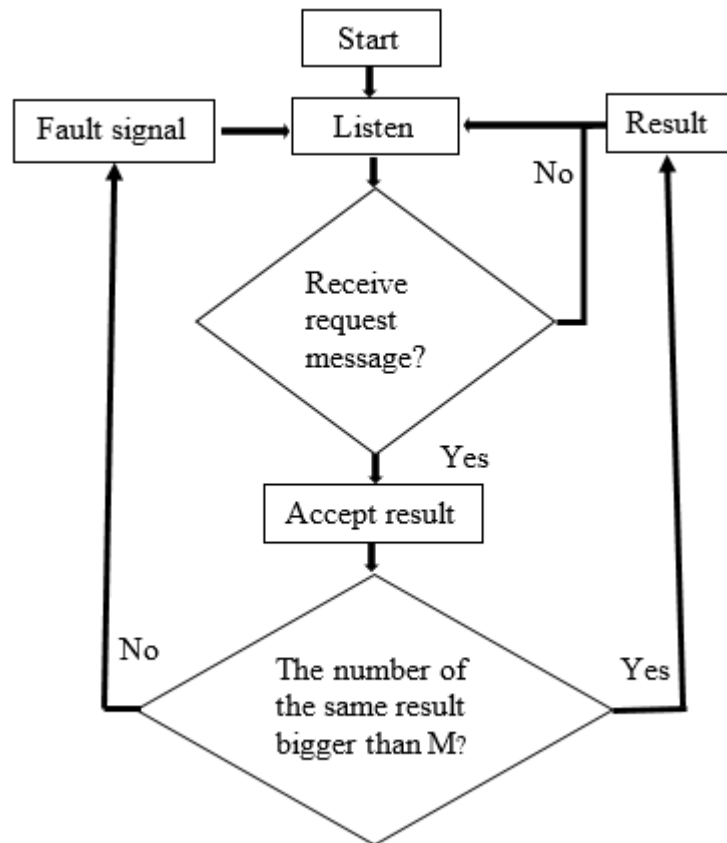 Start
Fault signal
Listen
Result
No
Receive
request
message?
Yes
Accept result
No
The number of
the same result
bigger than M?
Yes